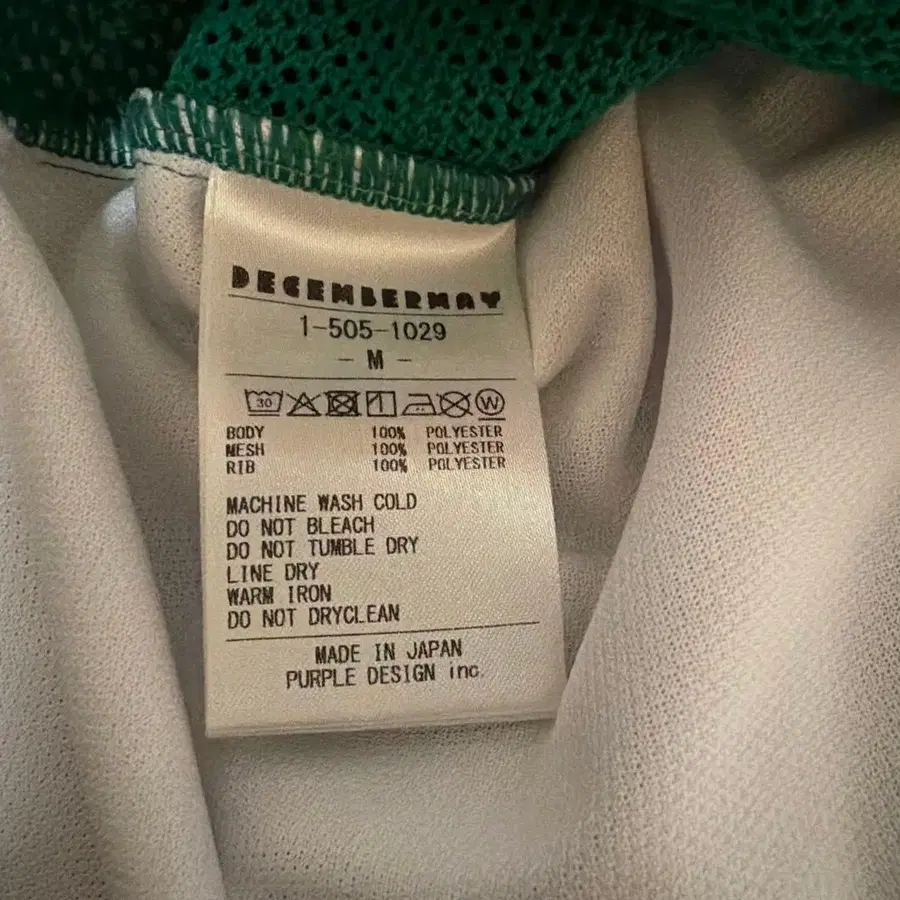 DECEMBERMAY
1-505-1029
- M -
30 W
BODY 100% POLYESTER
MESH 100% POLYESTER
RIB 100% POLYESTER
MACHINE WASH COLD
DO NOT BLEACH
DO NOT TUMBLE DRY
LINE DRY
WARM IRON
DO NOT DRYCLEAN
MADE IN JAPAN
PURPLE DESIGN inc.